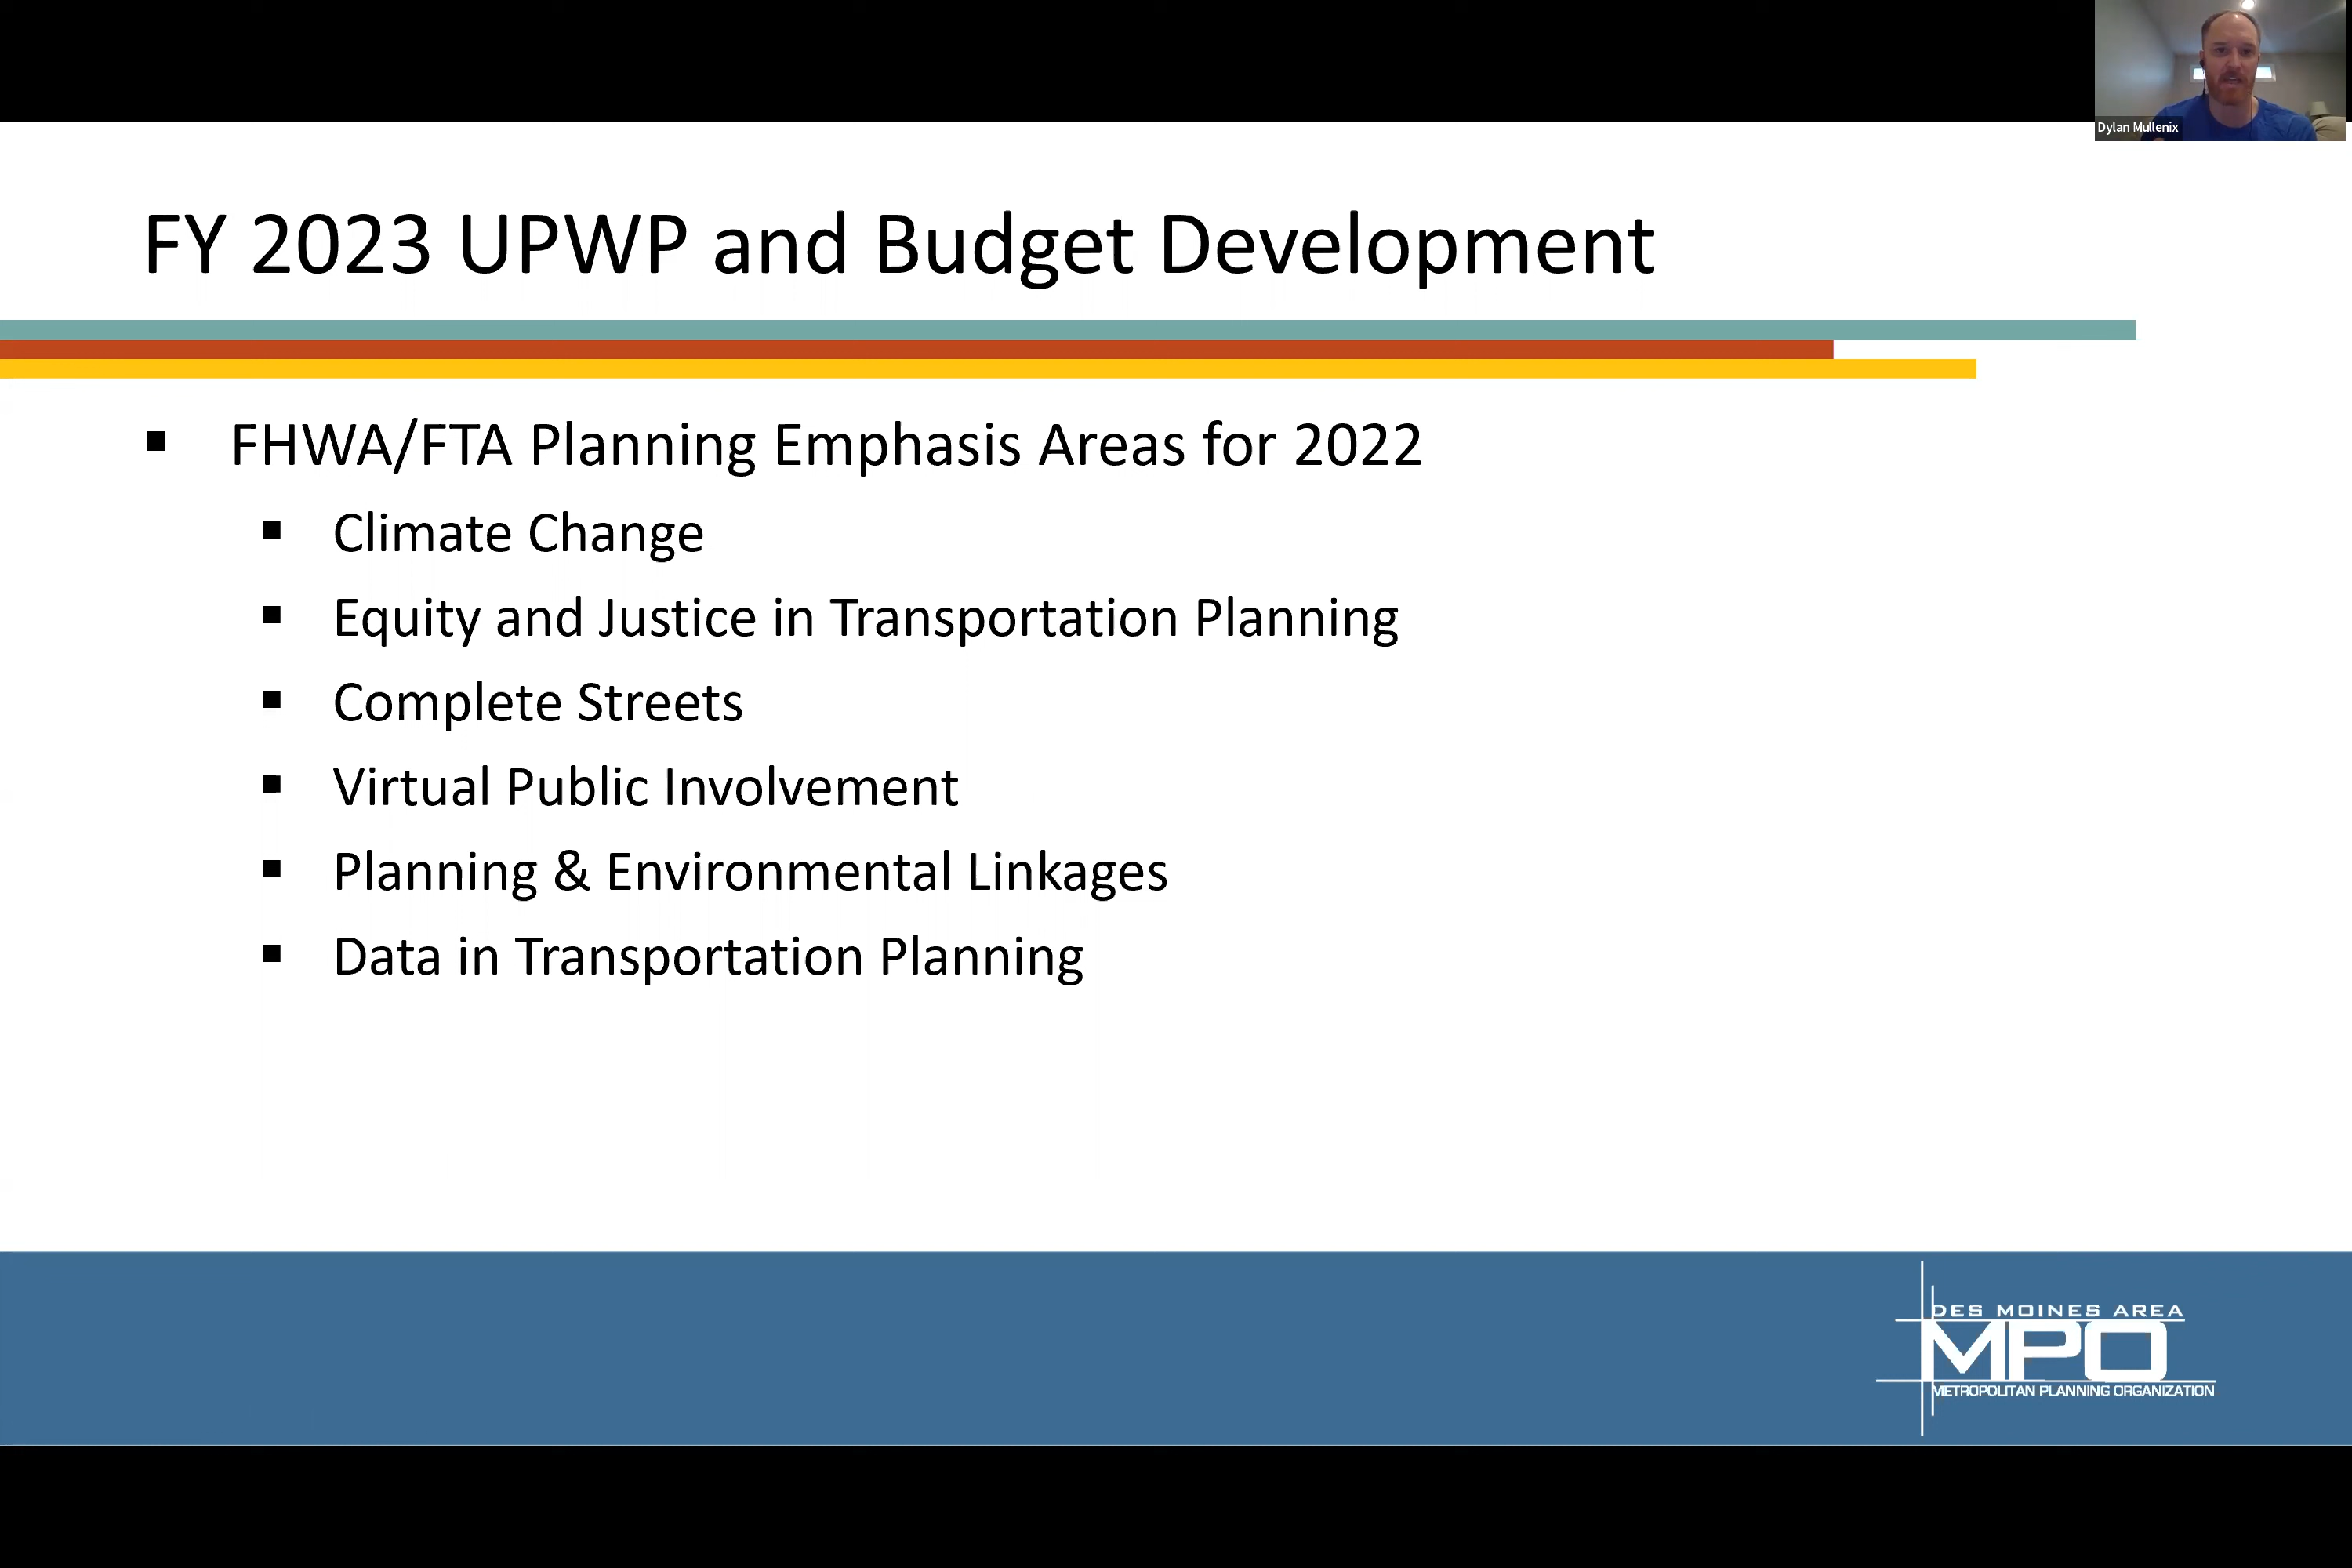 Dylan Mullenix
FY 2023 UPWP and Budget Development
FHWA/FTA Planning Emphasis Areas for 2022
Climate Change
Equity and Justice in Transportation Planning
Complete Streets
Virtual Public Involvement
Planning & Environmental Linkages
Data in Transportation Planning
DES MOINES AREA
MPO
METROPOLITAN PLANNING ORGANIZATION